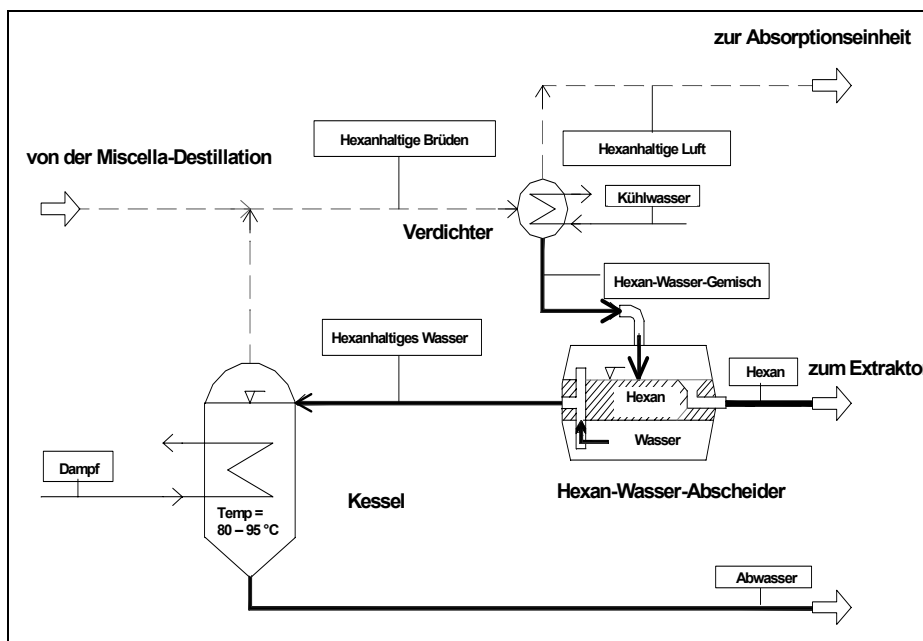 zur Absorptionseinheit
Hexanhaltige Brüden
Hexanhaltige Luft
von der Miscella-Destillation
Kühlwasser
Verdichter
Hexan-Wasser-Gemisch
Hexanhaltiges Wasser
Hexan
zum Extrakto
Hexan
Wasser
Dampf
Kessel
Hexan-Wasser-Abscheider
Temp =
80 – 95 °C
Abwasser